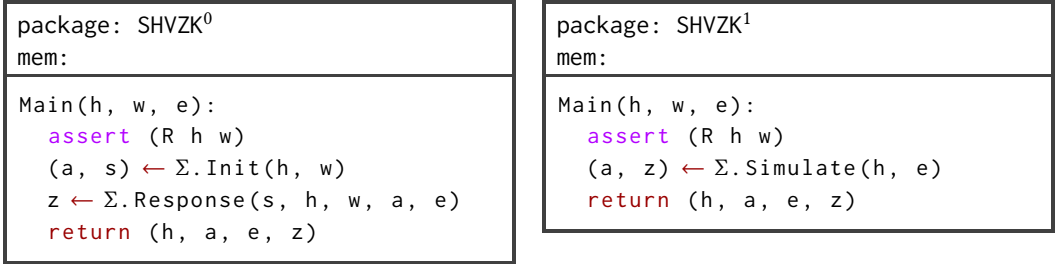 package: SHVZK⁰
mem:
Main(h, w, e):
assert (R h w)
(a, s) ← Σ.Init(h, w)
z ← Σ.Response(s, h, w, a, e)
return (h, a, e, z)
package: SHVZK¹
mem:
Main(h, w, e):
assert (R h w)
(a, z) ← Σ.Simulate(h, e)
return (h, a, e, z)